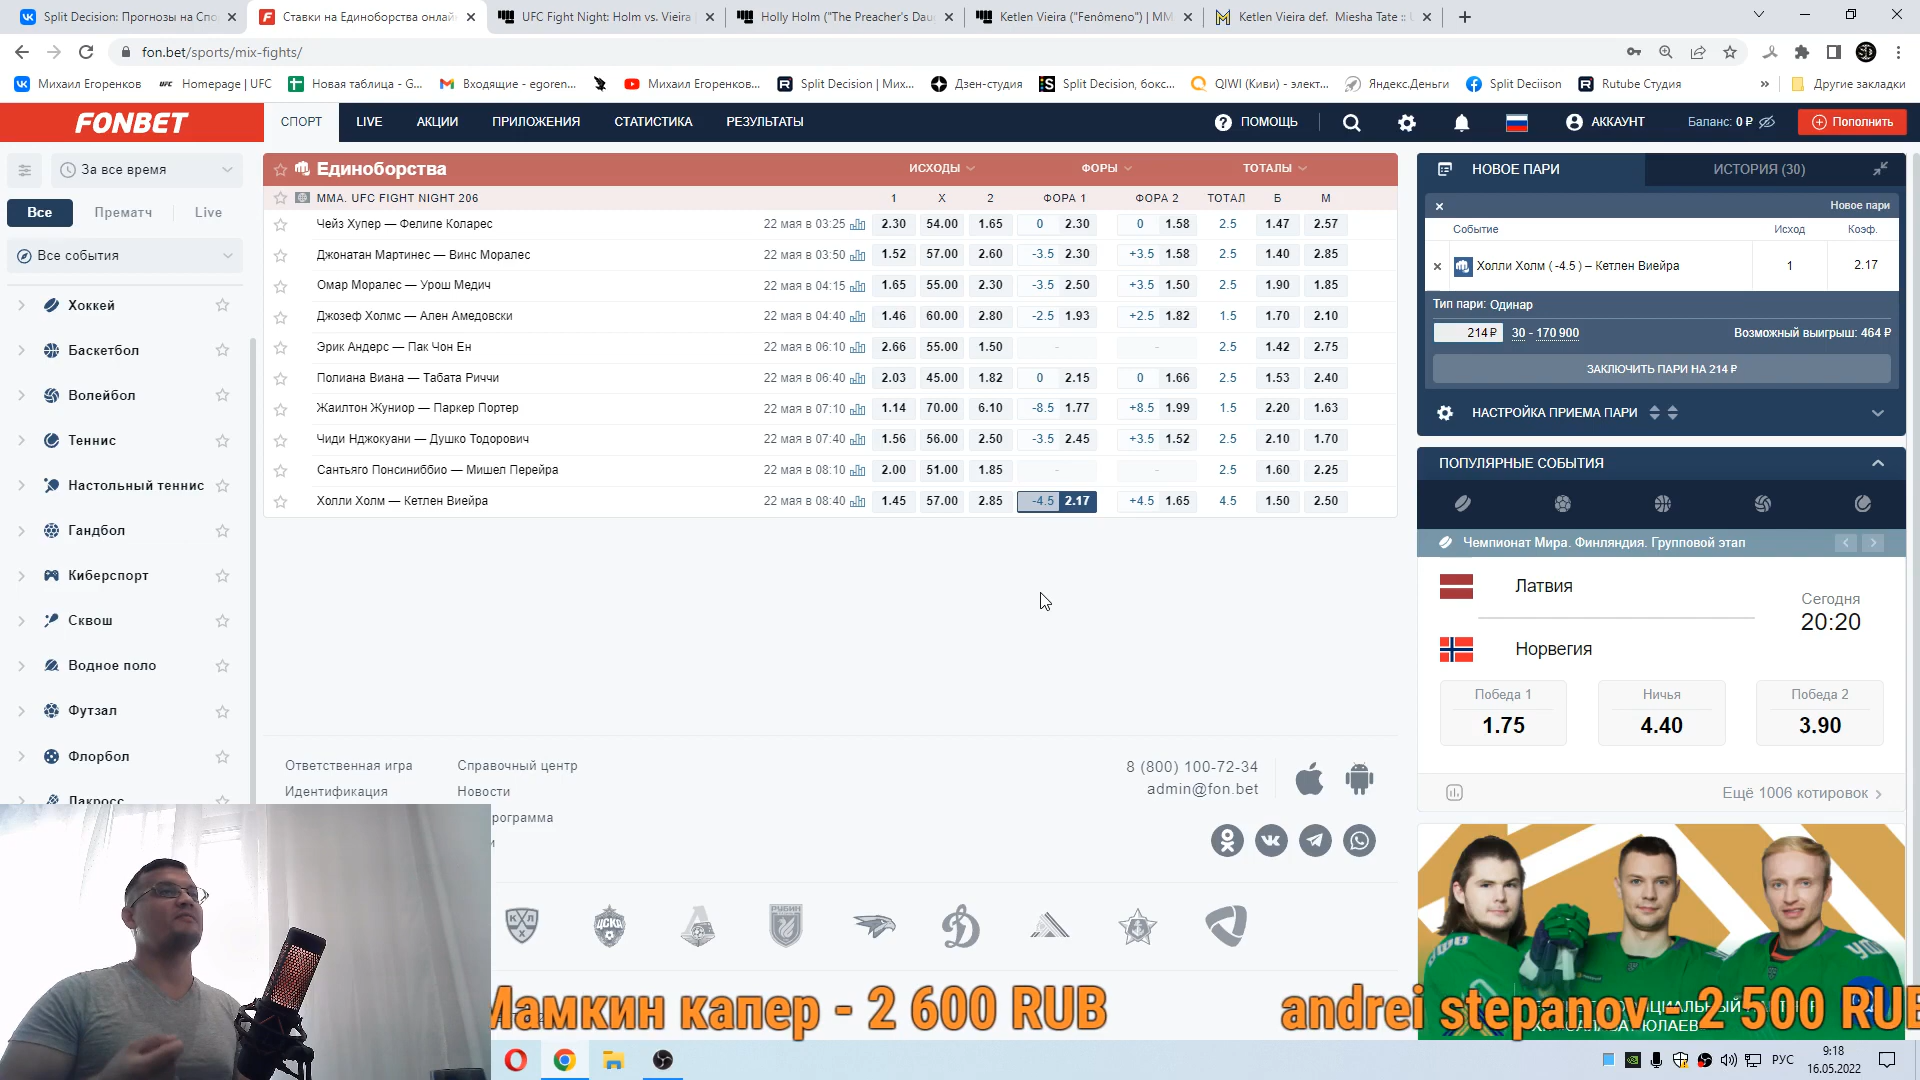 Split Decision: Прогнозы на Спо
Ставки на Единоборства онлай
UFC Fight Night: Holm vs. Vieira
Holly Holm ("The Preacher's Dau
Ketlen Vieira ("Fenômeno") | MM
Ketlen Vieira def. Miesha Tate ::
fon.bet/sports/mix-fights/
Михаил Егоренков
Homepage | UFC
Новая таблица - G...
Входящие - egoren...
Михаил Егоренков...
Split Decision | Мих...
Дзен-студия
Split Decision, бокс...
QIWI (Киви) - элект...
Яндекс.Деньги
Split Deciison
Rutube Студия
Другие закладки
FONBET
СПОРТ LIVE АКЦИИ ПРИЛОЖЕНИЯ СТАТИСТИКА РЕЗУЛЬТАТЫ
ПОМОЩЬ
АККАУНТ
Баланс: 0 ₽
Пополнить
За все время
Все Прематч Live
Все события
Хоккей
Баскетбол
Волейбол
Теннис
Настольный теннис
Гандбол
Киберспорт
Сквош
Водное поло
Футзал
Флорбол
Лакросс
Единоборства ИСХОДЫ ФОРЫ ТОТАЛЫ
MMA. UFC FIGHT NIGHT 206 1 X 2 ФОРА 1 ФОРА 2 ТОТАЛ Б М
Чейз Хупер — Фелипе Коларес 22 мая в 03:25 2.30 54.00 1.65 0 2.30 0 1.58 2.5 1.47 2.57
Джонатан Мартинес — Винс Моралес 22 мая в 03:50 1.52 57.00 2.60 -3.5 2.30 +3.5 1.58 2.5 1.40 2.85
Омар Моралес — Урош Медич 22 мая в 04:15 1.65 55.00 2.30 -3.5 2.50 +3.5 1.50 2.5 1.90 1.85
Джозеф Холмс — Ален Амедовски 22 мая в 04:40 1.46 60.00 2.80 -2.5 1.93 +2.5 1.82 1.5 1.70 2.10
Эрик Андерс — Пак Чон Ен 22 мая в 06:10 2.66 55.00 1.50 - - 2.5 1.42 2.75
Полиана Виана — Табата Риччи 22 мая в 06:40 2.03 45.00 1.82 0 2.15 0 1.66 2.5 1.53 2.40
Жаилтон Жуниор — Паркер Портер 22 мая в 07:10 1.14 70.00 6.10 -8.5 1.77 +8.5 1.99 1.5 2.20 1.63
Чиди Нджокуани — Душко Тодорович 22 мая в 07:40 1.56 56.00 2.50 -3.5 2.45 +3.5 1.52 2.5 2.10 1.70
Сантьяго Понсиниббио — Мишел Перейра 22 мая в 08:10 2.00 51.00 1.85 - - 2.5 1.60 2.25
Холли Холм — Кетлен Виейра 22 мая в 08:40 1.45 57.00 2.85 -4.5 2.17 +4.5 1.65 4.5 1.50 2.50
НОВОЕ ПАРИ ИСТОРИЯ (30)
Новое пари
Событие Исход Коэф.
Холли Холм ( -4.5 ) – Кетлен Виейра 1 2.17
Тип пари: Одинар
214 ₽ 30 - 170 900 Возможный выигрыш: 464 ₽
ЗАКЛЮЧИТЬ ПАРИ НА 214 ₽
НАСТРОЙКА ПРИЕМА ПАРИ
ПОПУЛЯРНЫЕ СОБЫТИЯ
Чемпионат Мира. Финляндия. Групповой этап
Латвия
Сегодня
20:20
Норвегия
Победа 1 Ничья Победа 2
1.75 4.40 3.90
Ещё 1006 котировок
Ответственная игра Справочный центр
Идентификация Новости
рограмма
и
8 (800) 100-72-34
admin@fon.bet
КХЛ
ЦСКА
РУБИН
Мамкин капер - 2 600 RUB andrei stepanov - 2 500 RUB
РУС
9:18
16.05.2022